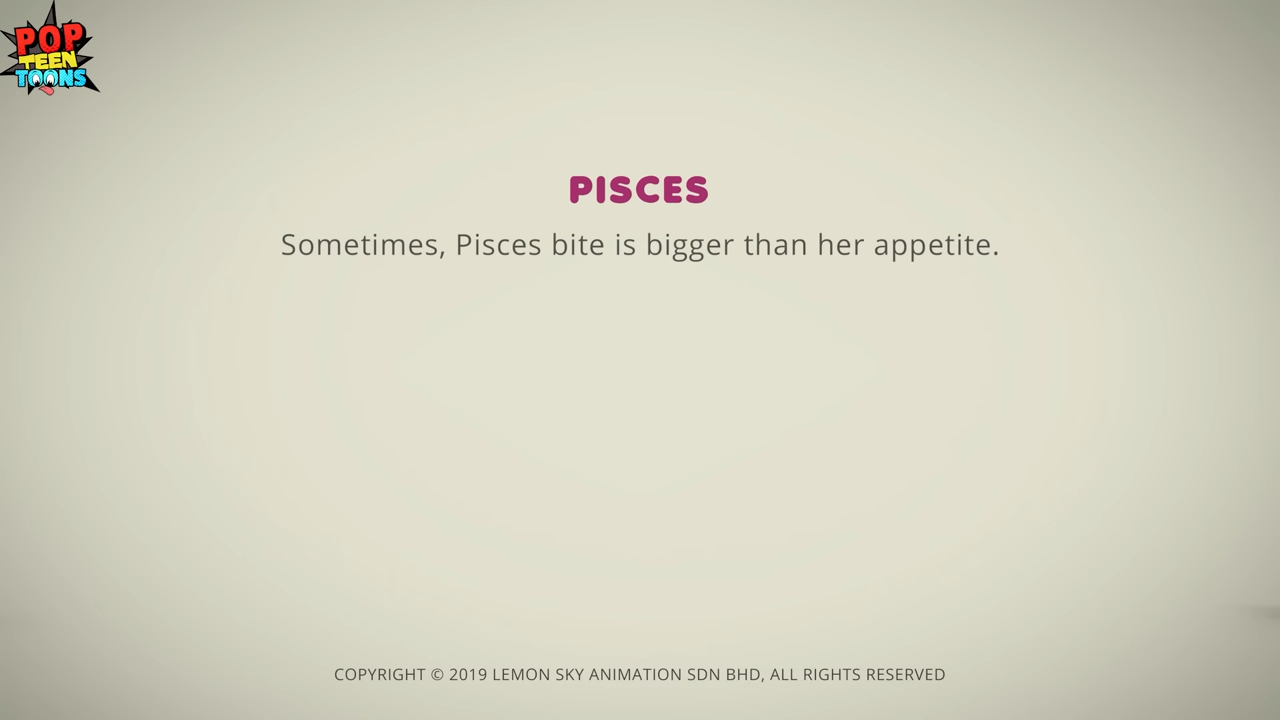 POP
TEEN
TOONS
PISCES
Sometimes, Pisces bite is bigger than her appetite.
COPYRIGHT © 2019 LEMON SKY ANIMATION SDN BHD, ALL RIGHTS RESERVED